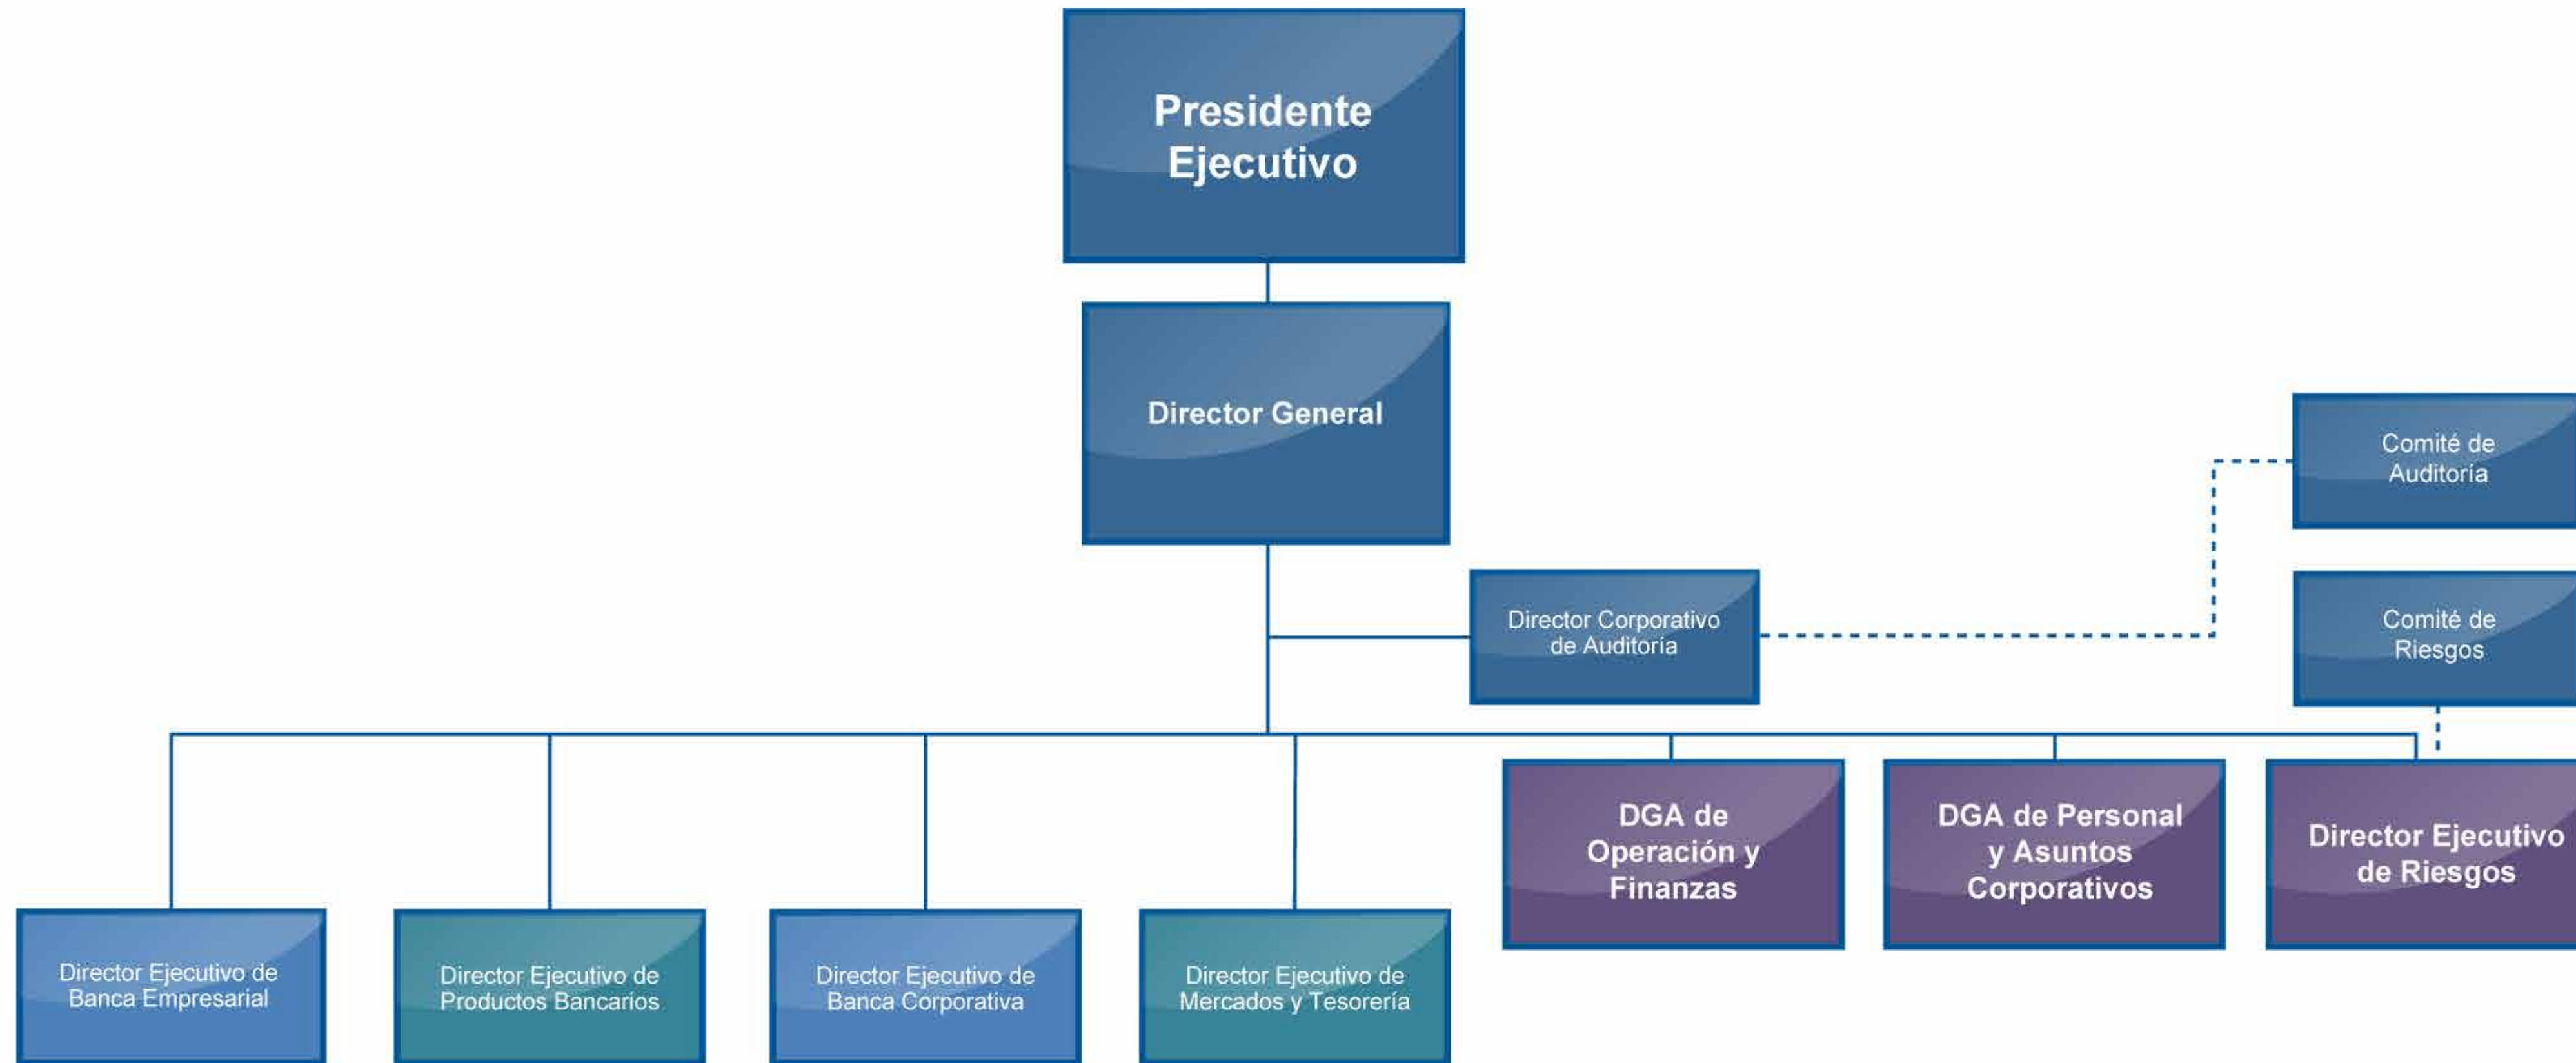 Presidente
Ejecutivo
Director General
Comité de
Auditoría
Director Corporativo
de Auditoría
Comité de
Riesgos
DGA de
Operación y
Finanzas
DGA de Personal
y Asuntos
Corporativos
Director Ejecutivo
de Riesgos
Director Ejecutivo de
Banca Empresarial
Director Ejecutivo de
Productos Bancarios
Director Ejecutivo de
Banca Corporativa
Director Ejecutivo de
Mercados y Tesorería